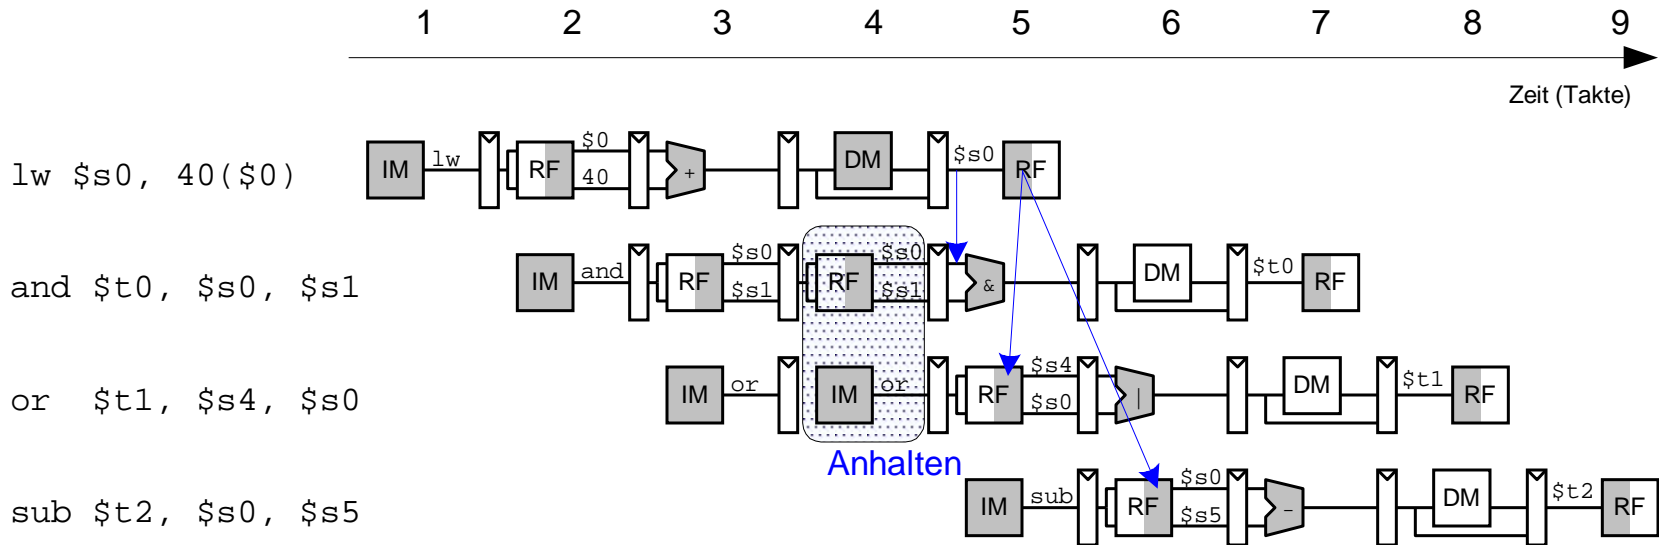 1 2 3 4 5 6 7 8 9
Zeit (Takte)
lw $s0, 40($0) IM lw RF $0 40 + DM $s0 RF
and $t0, $s0, $s1 IM and RF $s0 $s1 RF $s0 $s1 & DM $t0 RF
or $t1, $s4, $s0 IM or IM or RF $s4 $s0 | DM $t1 RF
Anhalten
sub $t2, $s0, $s5 IM sub RF $s0 $s5 - DM $t2 RF